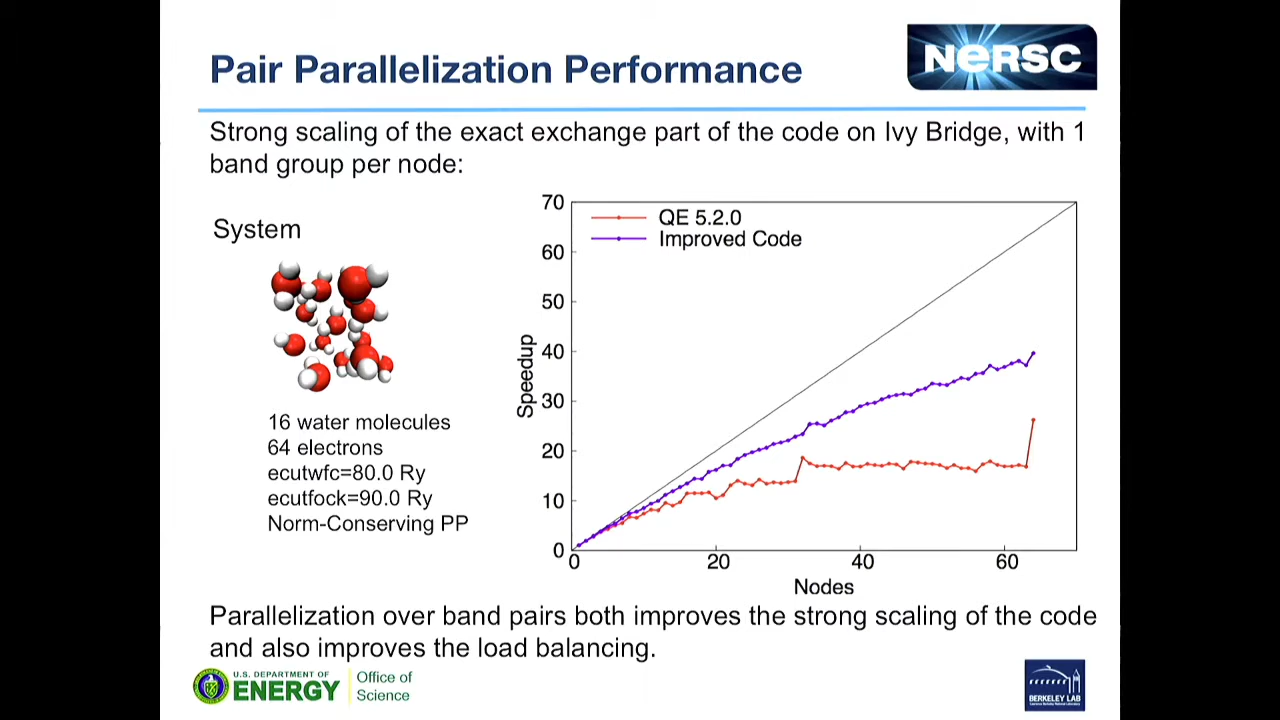 Pair Parallelization Performance
NERSC
Strong scaling of the exact exchange part of the code on Ivy Bridge, with 1
band group per node:
System
16 water molecules
64 electrons
ecutwfc=80.0 Ry
ecutfock=90.0 Ry
Norm-Conserving PP
QE 5.2.0
Improved Code
Speedup
70
60
50
40
30
20
10
0
0 20 40 60
Nodes
Parallelization over band pairs both improves the strong scaling of the code
and also improves the load balancing.
U.S. DEPARTMENT OF
ENERGY
Office of
Science
BERKELEY LAB